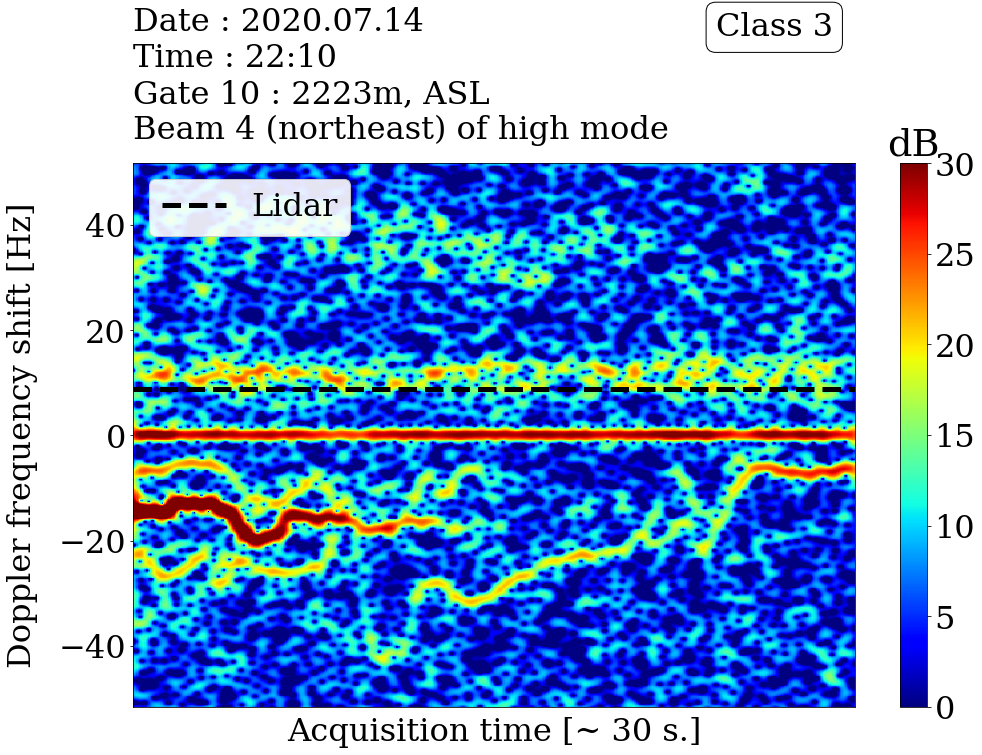 Date : 2020.07.14
Time : 22:10
Gate 10 : 2223m, ASL
Beam 4 (northeast) of high mode
Class 3
dB
Lidar
Doppler frequency shift [Hz]
40
20
0
−20
−40
Acquisition time [~ 30 s.]
30
25
20
15
10
5
0